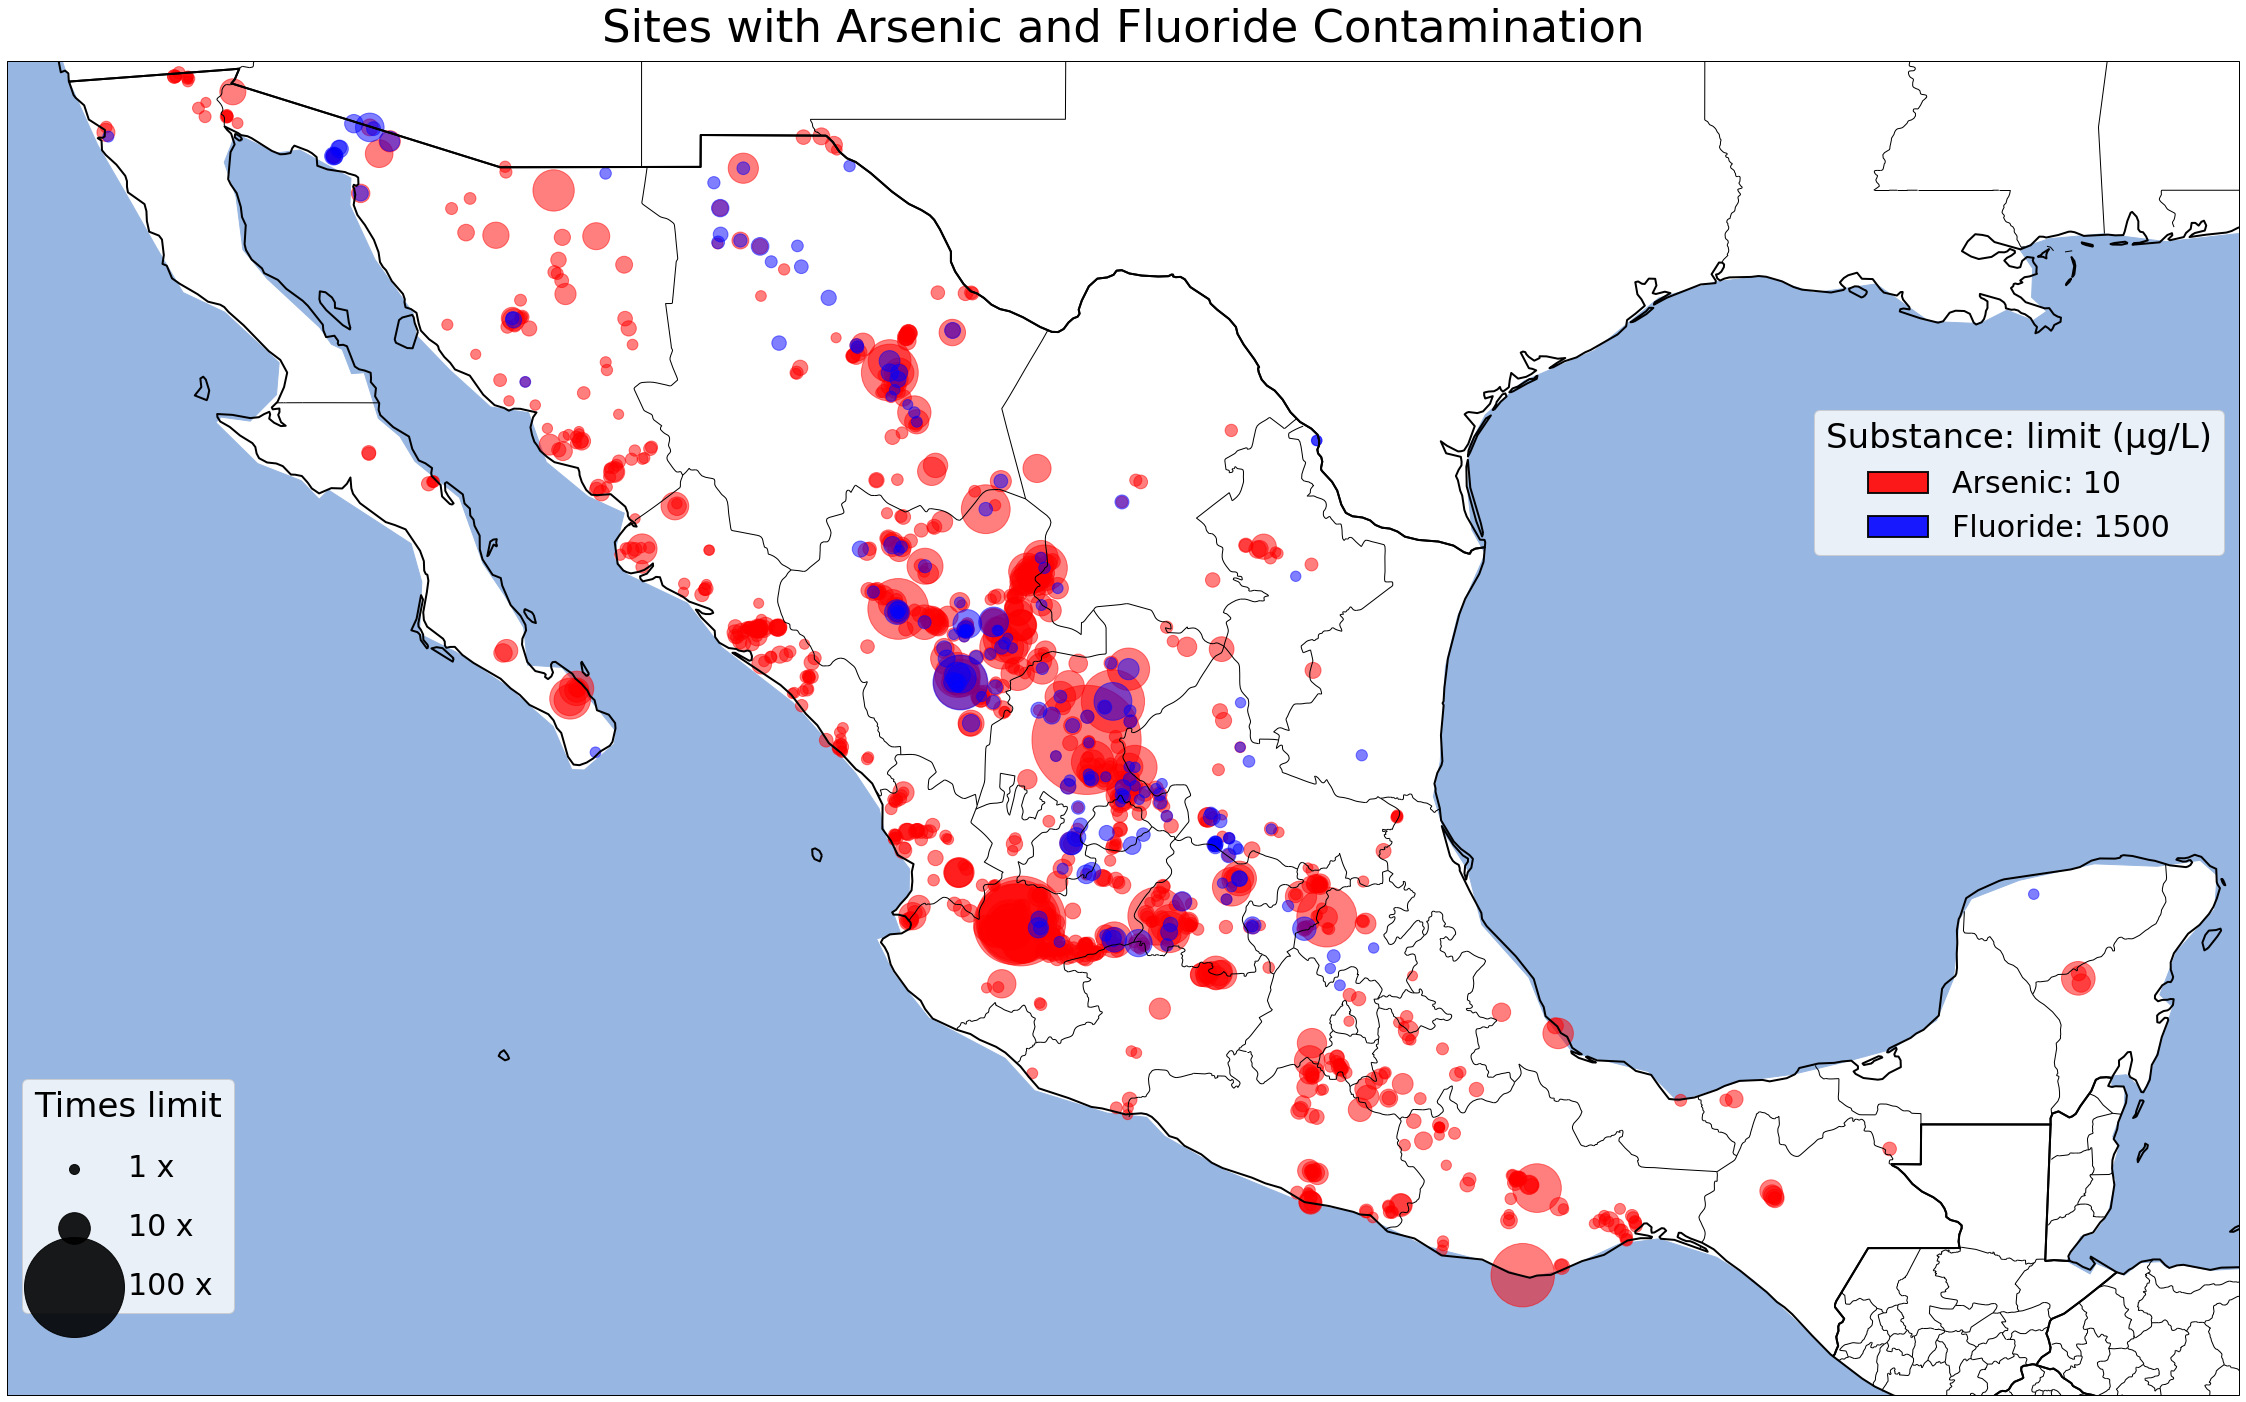 Sites with Arsenic and Fluoride Contamination
Substance: limit (µg/L)
Arsenic: 10
Fluoride: 1500
Times limit
1 x
10 x
100 x